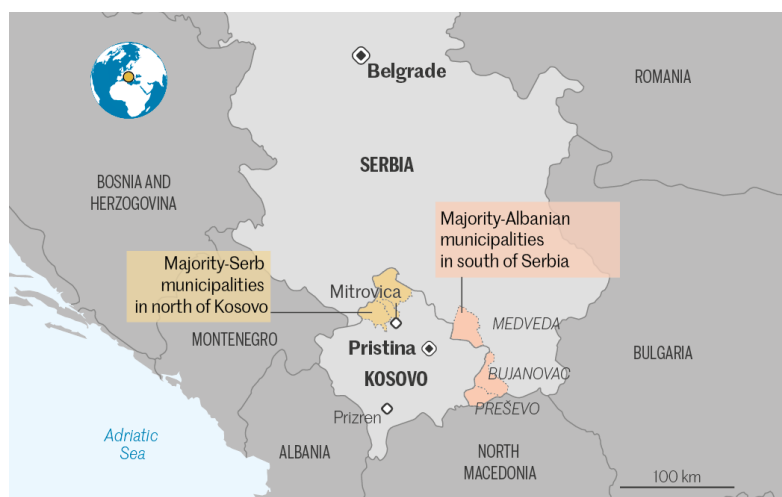 Belgrade
ROMANIA
SERBIA
BOSNIA AND
HERZOGOVINA
Majority-Albanian
municipalities
in south of Serbia
Majority-Serb
municipalities
in north of Kosovo
Mitrovica
MEDVEDA
MONTENEGRO
Pristina
BULGARIA
KOSOVO
BUJANOVAC
Prizren
PREŠEVO
Adriatic
Sea
ALBANIA
NORTH
MACEDONIA
100 km